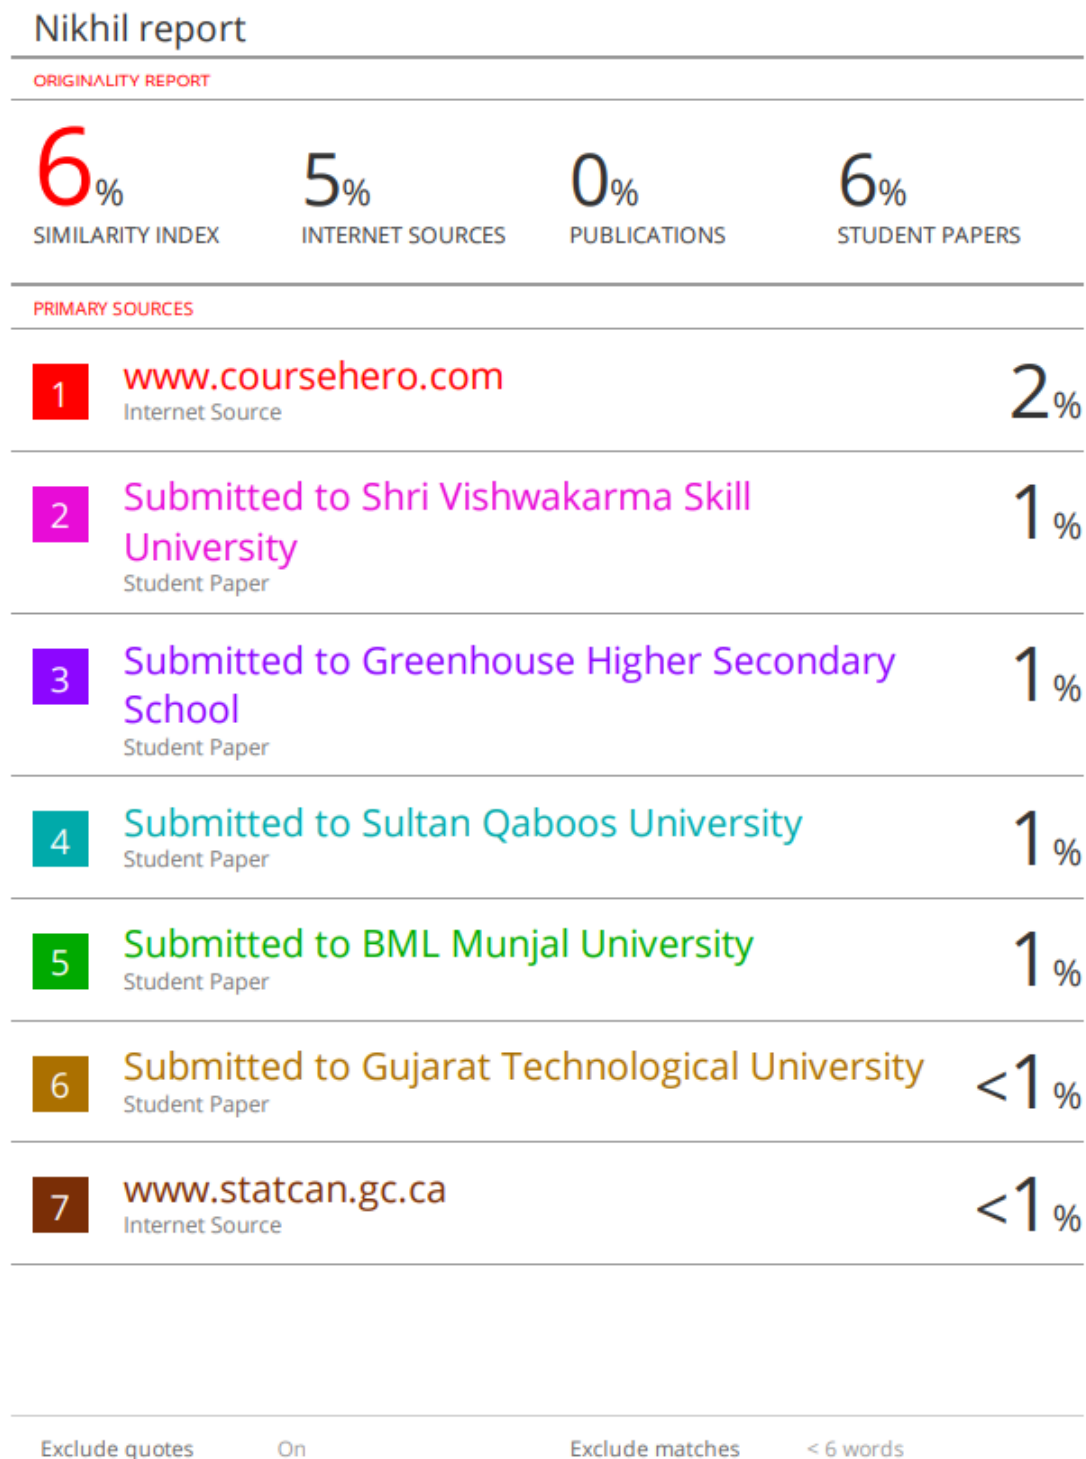 Nikhil report
ORIGINALITY REPORT
6% 5% 0% 6%
SIMILARITY INDEX INTERNET SOURCES PUBLICATIONS STUDENT PAPERS
PRIMARY SOURCES
1 www.coursehero.com 2%
Internet Source
2 Submitted to Shri Vishwakarma Skill 1%
University
Student Paper
3 Submitted to Greenhouse Higher Secondary 1%
School
Student Paper
4 Submitted to Sultan Qaboos University 1%
Student Paper
5 Submitted to BML Munjal University 1%
Student Paper
6 Submitted to Gujarat Technological University <1%
Student Paper
7 www.statcan.gc.ca <1%
Internet Source
Exclude quotes On Exclude matches < 6 words